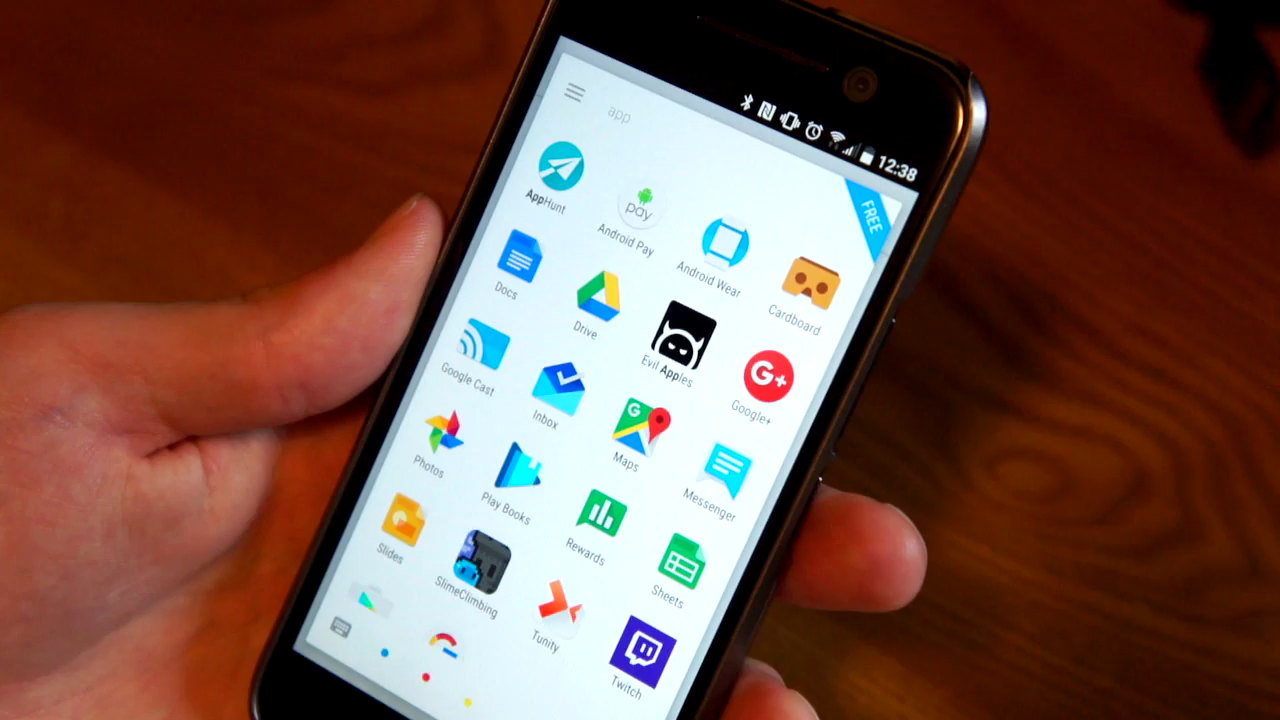 app
12:38
FREE
AppHunt
pay
Android Pay
Android Wear
Cardboard
Docs
Drive
Evil Apples
G+
Google+
Google Cast
Inbox
G
Maps
Messenger
Photos
Play Books
Rewards
Sheets
Slides
SlimeClimbing
Tunity
Twitch